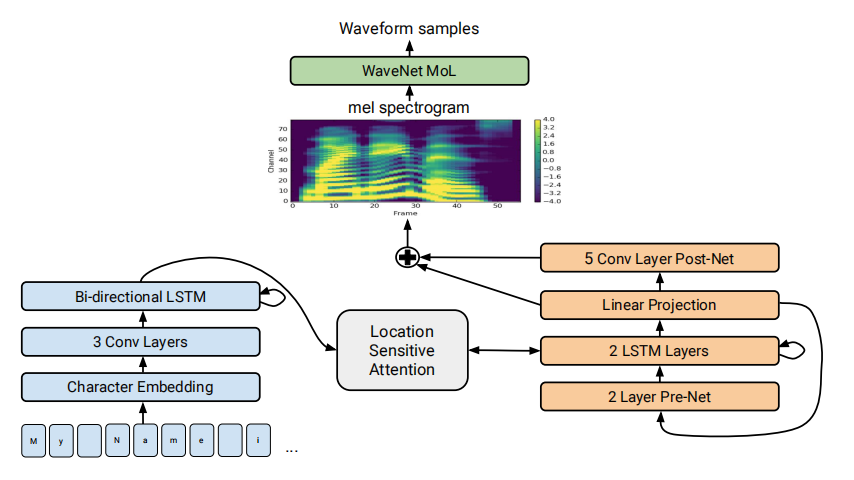 Waveform samples
WaveNet MoL
mel spectrogram
70
60
50
40
30
20
10
0
Channel
0 10 20 30 40 50
Frame
4.0
3.2
2.4
1.6
0.8
0.0
−0.8
−1.6
−2.4
−3.2
−4.0
5 Conv Layer Post-Net
Bi-directional LSTM
Linear Projection
Location
Sensitive
Attention
3 Conv Layers
2 LSTM Layers
Character Embedding
2 Layer Pre-Net
M y N a m e i ...